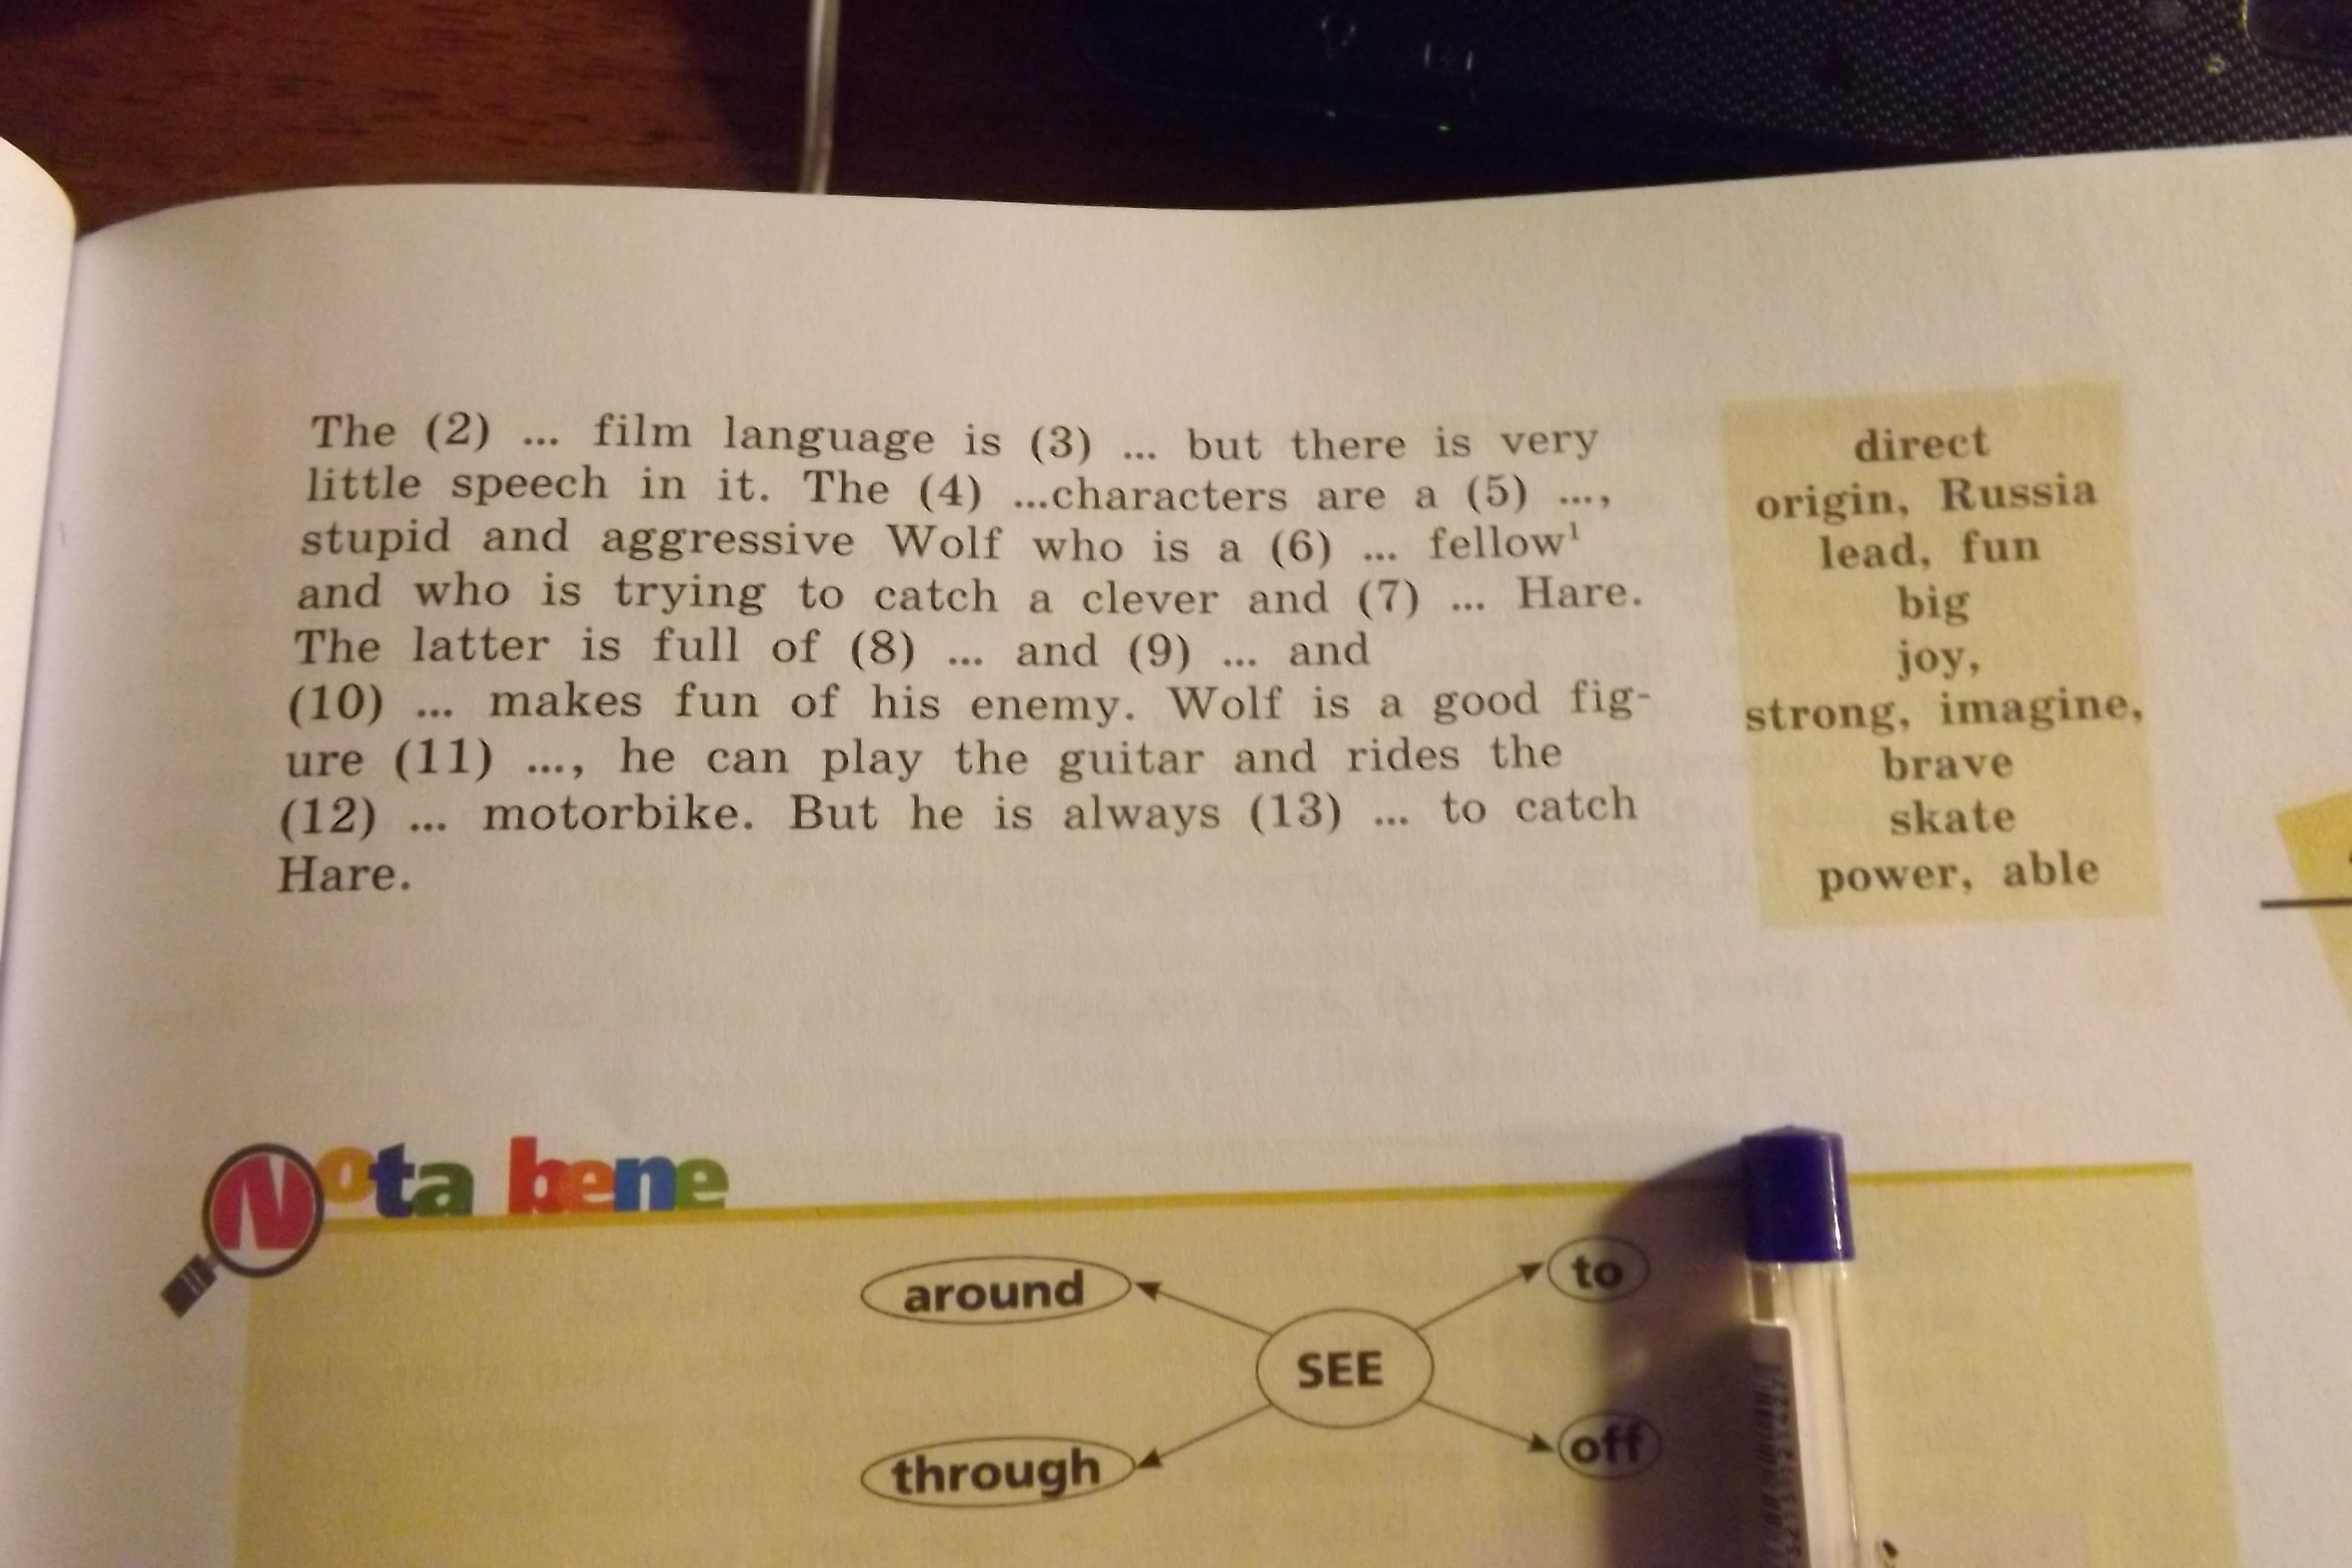 The (2) ... film language is (3) ... but there is very
little speech in it. The (4) ...characters are a (5) ...,
stupid and aggressive Wolf who is a (6) ... fellow¹
and who is trying to catch a clever and (7) ... Hare.
The latter is full of (8) ... and (9) ... and
(10) ... makes fun of his enemy. Wolf is a good fig-
ure (11) ..., he can play the guitar and rides the
(12) ... motorbike. But he is always (13) ... to catch
Hare.
direct
origin, Russia
lead, fun
big
joy,
strong, imagine,
brave
skate
power, able
Nota bene
around
to
SEE
through
off